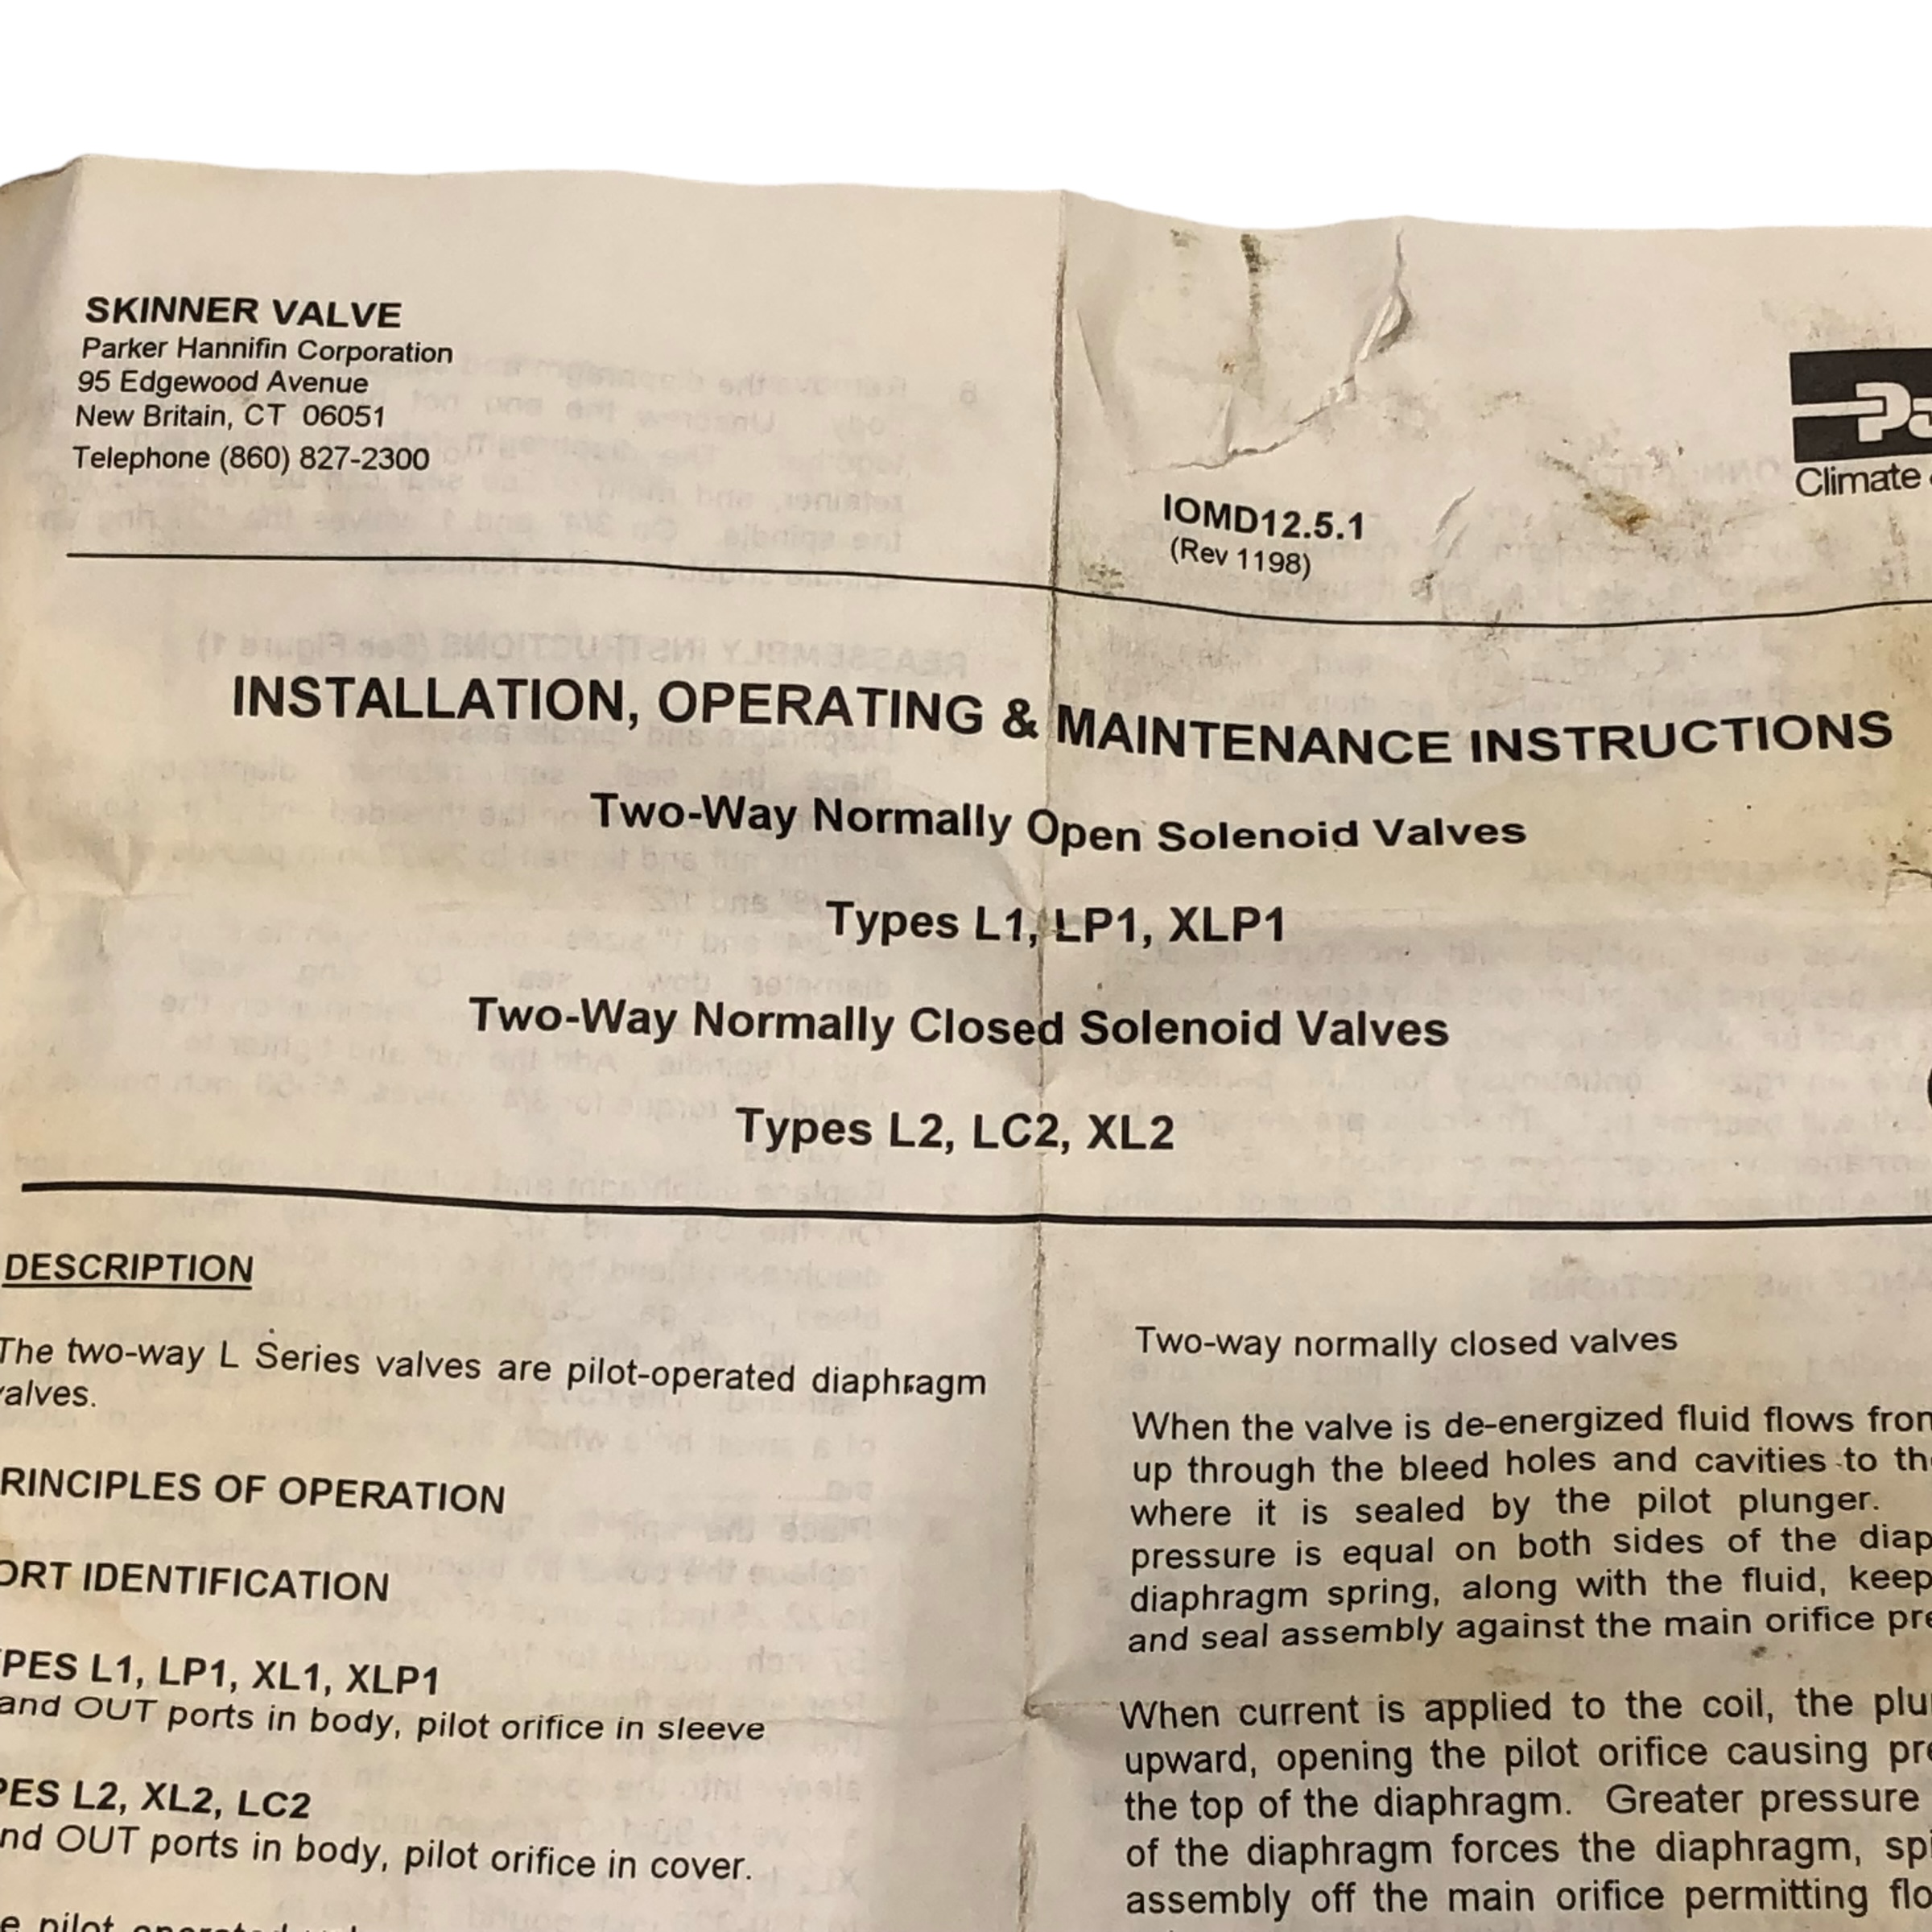 SKINNER VALVE
Parker Hannifin Corporation
95 Edgewood Avenue
New Britain, CT 06051
Telephone (860) 827-2300
Climate
IOMD12.5.1
(Rev 1198)
INSTALLATION, OPERATING & MAINTENANCE INSTRUCTIONS
Two-Way Normally Open Solenoid Valves
Types L1, LP1, XLP1
Two-Way Normally Closed Solenoid Valves
Types L2, LC2, XL2
DESCRIPTION
The two-way L Series valves are pilot-operated diaphragm
valves.
RINCIPLES OF OPERATION
ORT IDENTIFICATION
PES L1, LP1, XL1, XLP1
and OUT ports in body, pilot orifice in sleeve
PES L2, XL2, LC2
nd OUT ports in body, pilot orifice in cover.
e pilot
Two-way normally closed valves
When the valve is de-energized fluid flows from
up through the bleed holes and cavities to the
where it is sealed by the pilot plunger.
pressure is equal on both sides of the diap
diaphragm spring, along with the fluid, keep
and seal assembly against the main orifice pre
When current is applied to the coil, the plu
upward, opening the pilot orifice causing pre
the top of the diaphragm. Greater pressure
of the diaphragm forces the diaphragm, spi
assembly off the main orifice permitting flo